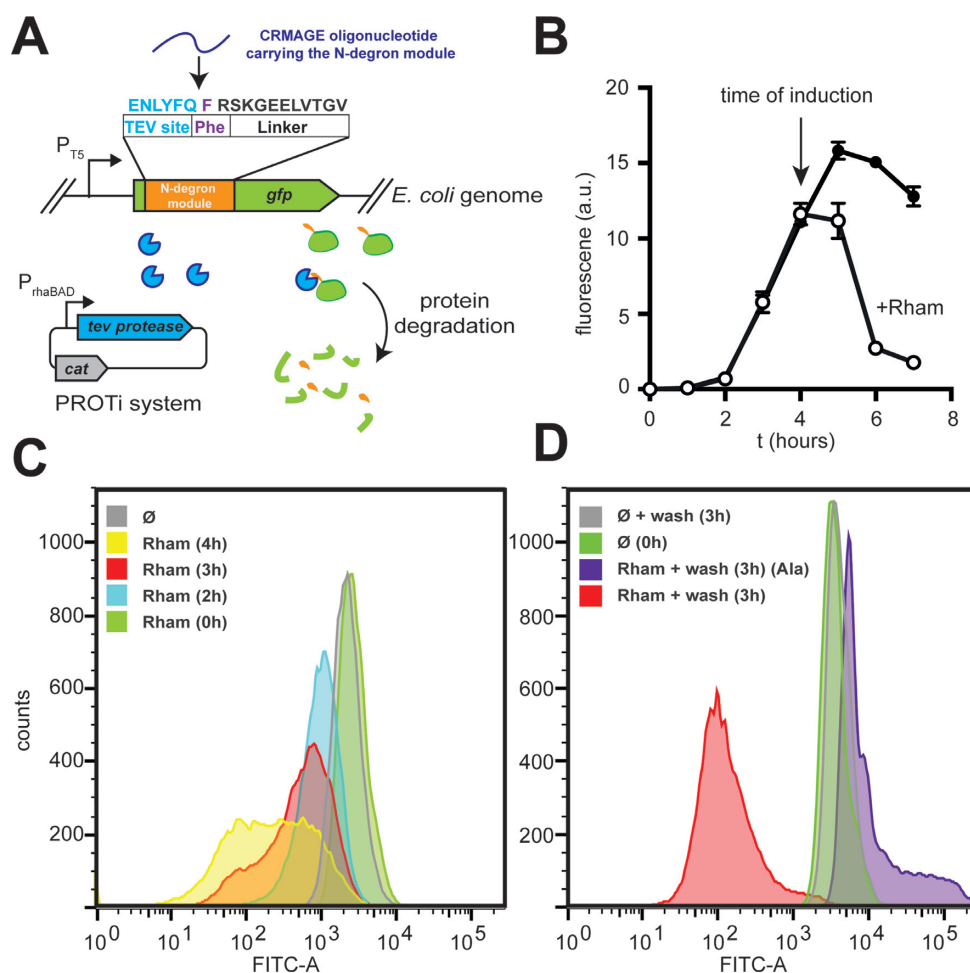 A
CRMAGE oligonucleotide
carrying the N-degron module
ENLYFQ F RSKGEELVTGV
TEV site Phe Linker
PT5
N-degron
module
gfp
E. coli genome
PrhaBAD
tev protease
cat
PROTi system
protein
degradation
B
time of induction
+Rham
fluorescene (a.u.)
20
15
10
5
0
0 2 4 6 8
t (hours)
C
Ø
Rham (4h)
Rham (3h)
Rham (2h)
Rham (0h)
counts
1000
800
600
400
200
10^0 10^1 10^2 10^3 10^4 10^5
FITC-A
D
Ø + wash (3h)
Ø (0h)
Rham + wash (3h) (Ala)
Rham + wash (3h)
1000
800
600
400
200
10^0 10^1 10^2 10^3 10^4 10^5
FITC-A